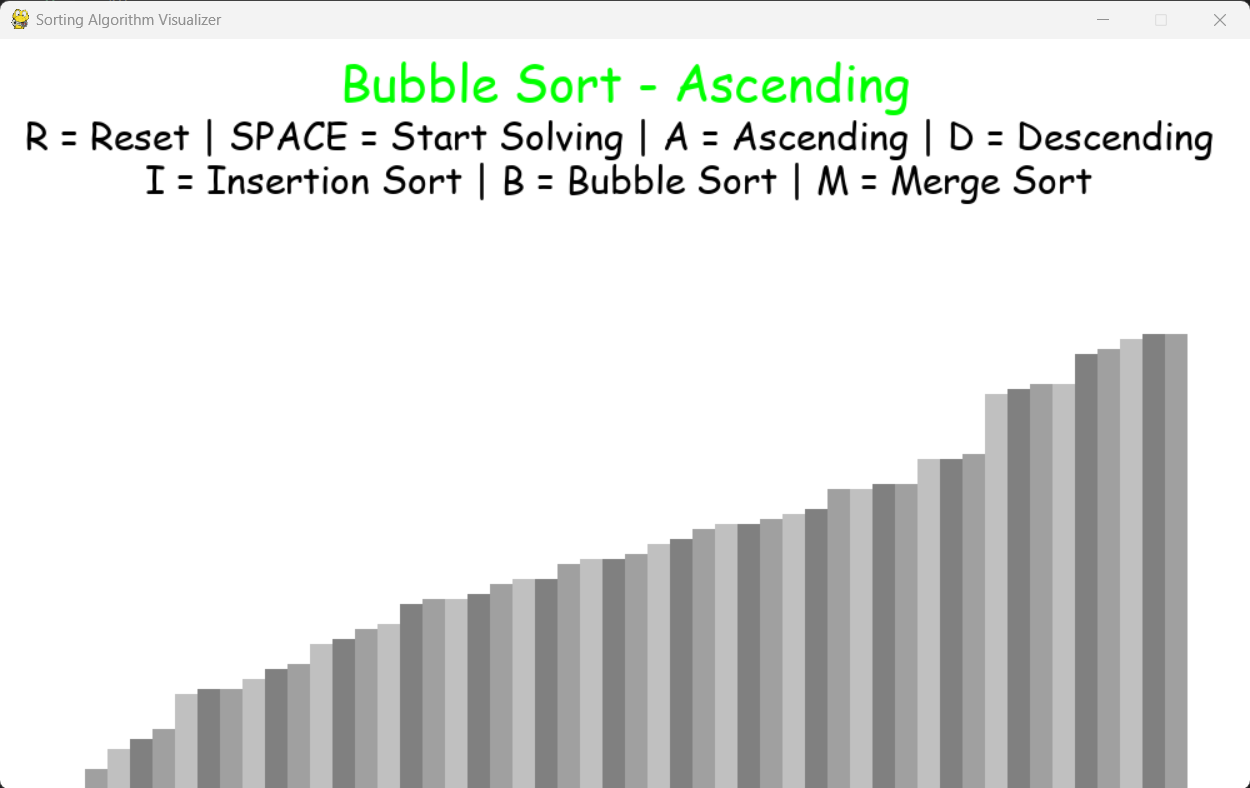 Sorting Algorithm Visualizer
Bubble Sort - Ascending
R = Reset | SPACE = Start Solving | A = Ascending | D = Descending
I = Insertion Sort | B = Bubble Sort | M = Merge Sort